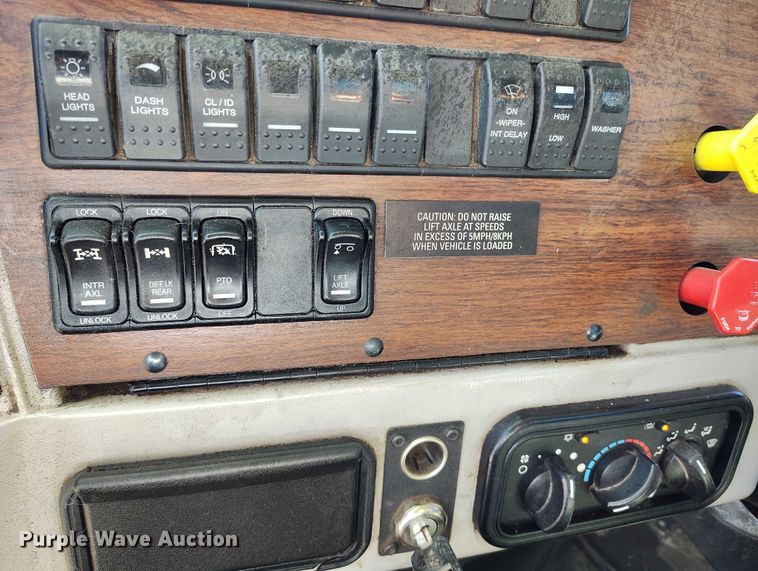 HEAD
LIGHTS
DASH
LIGHTS
CL/ID
LIGHTS
ON
-WIPER-
INT DELAY
HIGH
LOW
WASHER
LOCK
INTR
AXL
UNLOCK
LOCK
DIFF LK
REAR
UNLOCK
ON
PTO
OFF
DOWN
LIFT
AXLE
UP
CAUTION: DO NOT RAISE
LIFT AXLE AT SPEEDS
IN EXCESS OF 5MPH/8KPH
WHEN VEHICLE IS LOADED
Purple Wave Auction